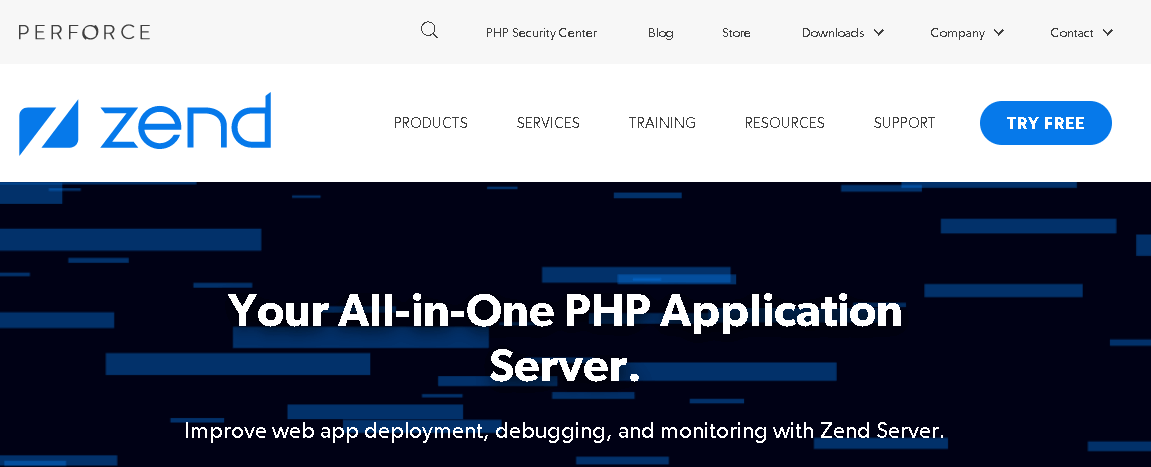 PERFORCE
PHP Security Center Blog Store Downloads Company Contact
zend
PRODUCTS SERVICES TRAINING RESOURCES SUPPORT TRY FREE
Your All-in-One PHP Application
Server.
Improve web app deployment, debugging, and monitoring with Zend Server.